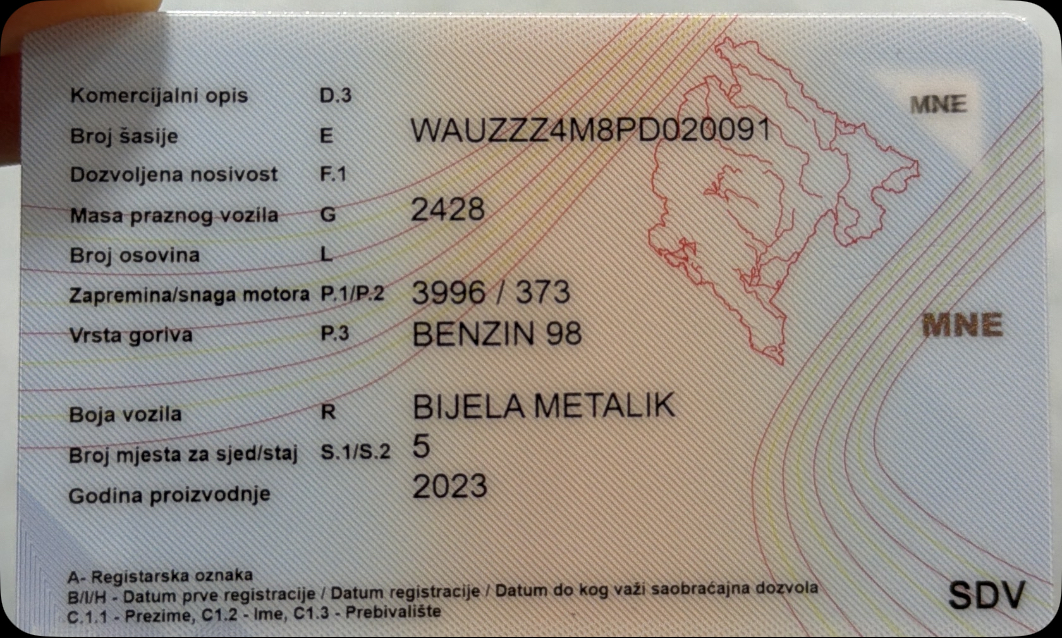 MNE
Komercijalni opis D.3
Broj šasije E WAUZZZ4M8PD020091
Dozvoljena nosivost F.1
Masa praznog vozila G 2428
Broj osovina L
Zapremina/snaga motora P.1/P.2 3996 / 373
MNE
Vrsta goriva P.3 BENZIN 98
Boja vozila R BIJELA METALIK
Broj mjesta za sjed/staj S.1/S.2 5
Godina proizvodnje 2023
A- Registarska oznaka
B/I/H - Datum prve registracije / Datum registracije / Datum do kog važi saobraćajna dozvola
C.1.1 - Prezime, C1.2 - Ime, C1.3 - Prebivalište
SDV